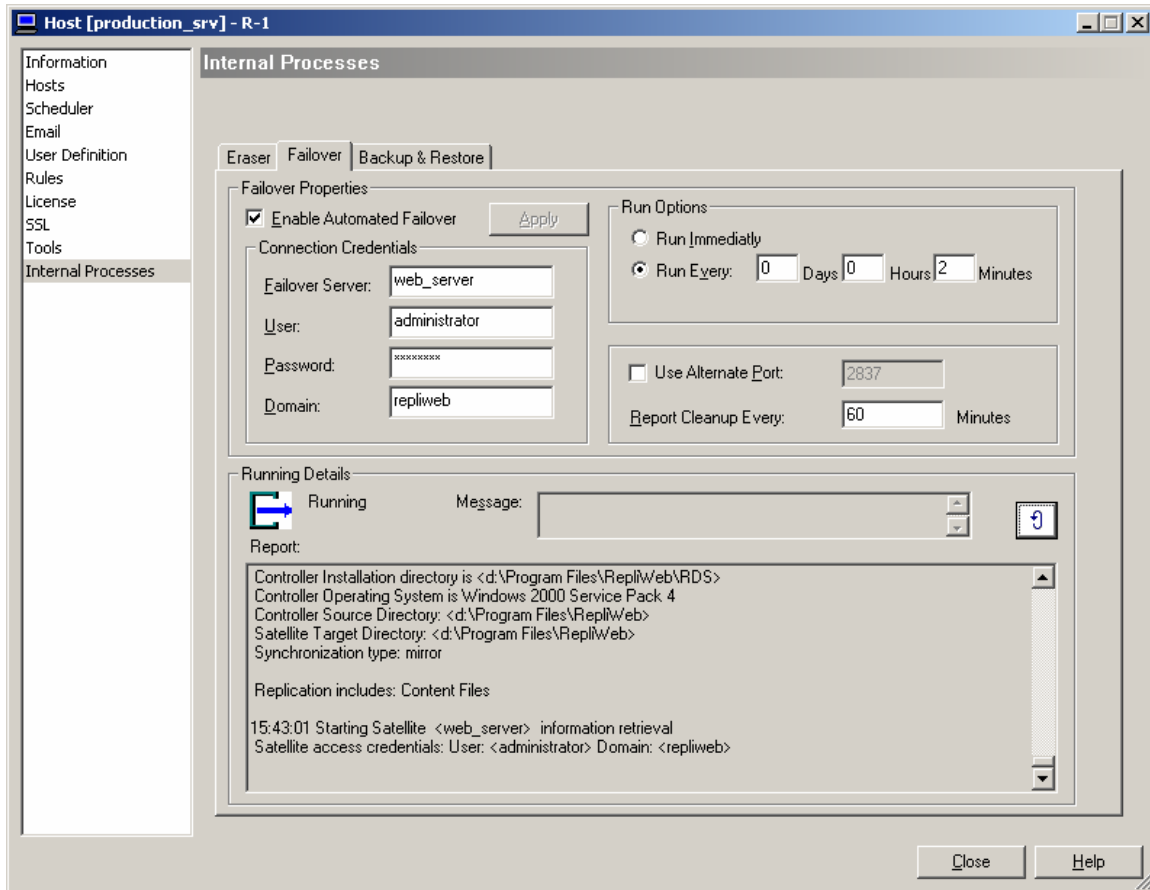 Host [production_srv] - R-1
Information
Hosts
Scheduler
Email
User Definition
Rules
License
SSL
Tools
Internal Processes
Internal Processes
Eraser Failover Backup & Restore
Failover Properties
Enable Automated Failover Apply
Connection Credentials
Failover Server: web_server
User: administrator
Password: xxxxxxxx
Domain: repliweb
Run Options
Run Immediatly
Run Every: 0 Days 0 Hours 2 Minutes
Use Alternate Port: 2837
Report Cleanup Every: 60 Minutes
Running Details
Running Message:
Report:
Controller Installation directory is <d:\Program Files\RepliWeb\RDS>
Controller Operating System is Windows 2000 Service Pack 4
Controller Source Directory: <d:\Program Files\RepliWeb>
Satellite Target Directory: <d:\Program Files\RepliWeb>
Synchronization type: mirror
Replication includes: Content Files
15:43:01 Starting Satellite <web_server> information retrieval
Satellite access credentials: User: <administrator> Domain: <repliweb>
Close Help